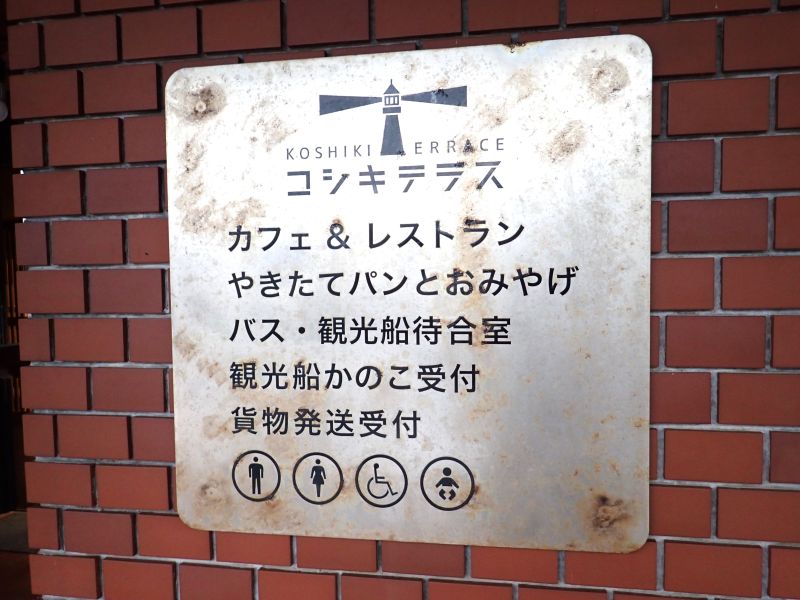 KOSHIKI TERRACE
コシキテラス
カフェ & レストラン
やきたてパンとおみやげ
バス・観光船待合室
観光船かのこ受付
貨物発送受付